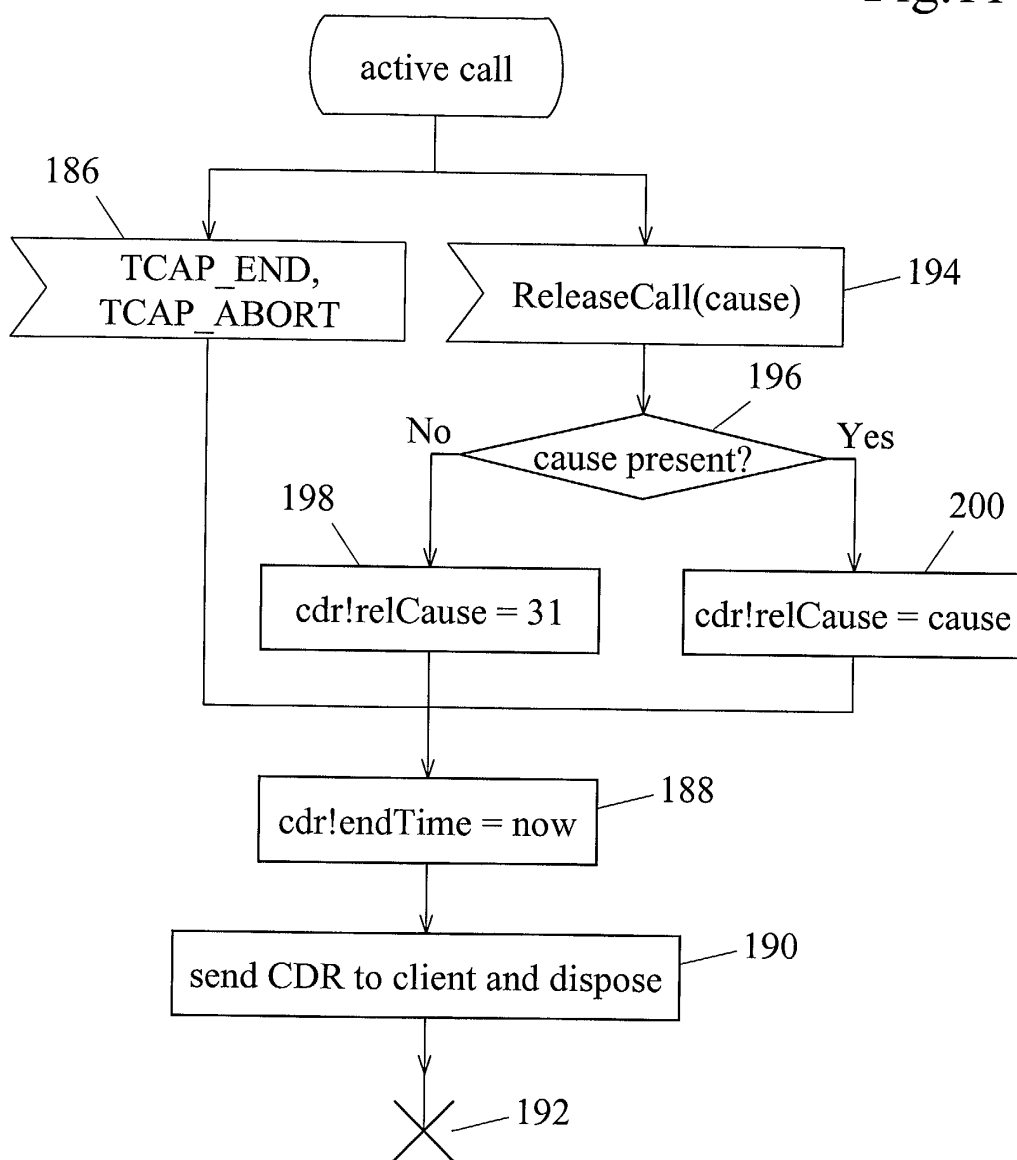 active call
186
TCAP_END,
TCAP_ABORT
ReleaseCall(cause)
194
196
No
cause present?
Yes
198
200
cdr!relCause = 31
cdr!relCause = cause
188
cdr!endTime = now
190
send CDR to client and dispose
192